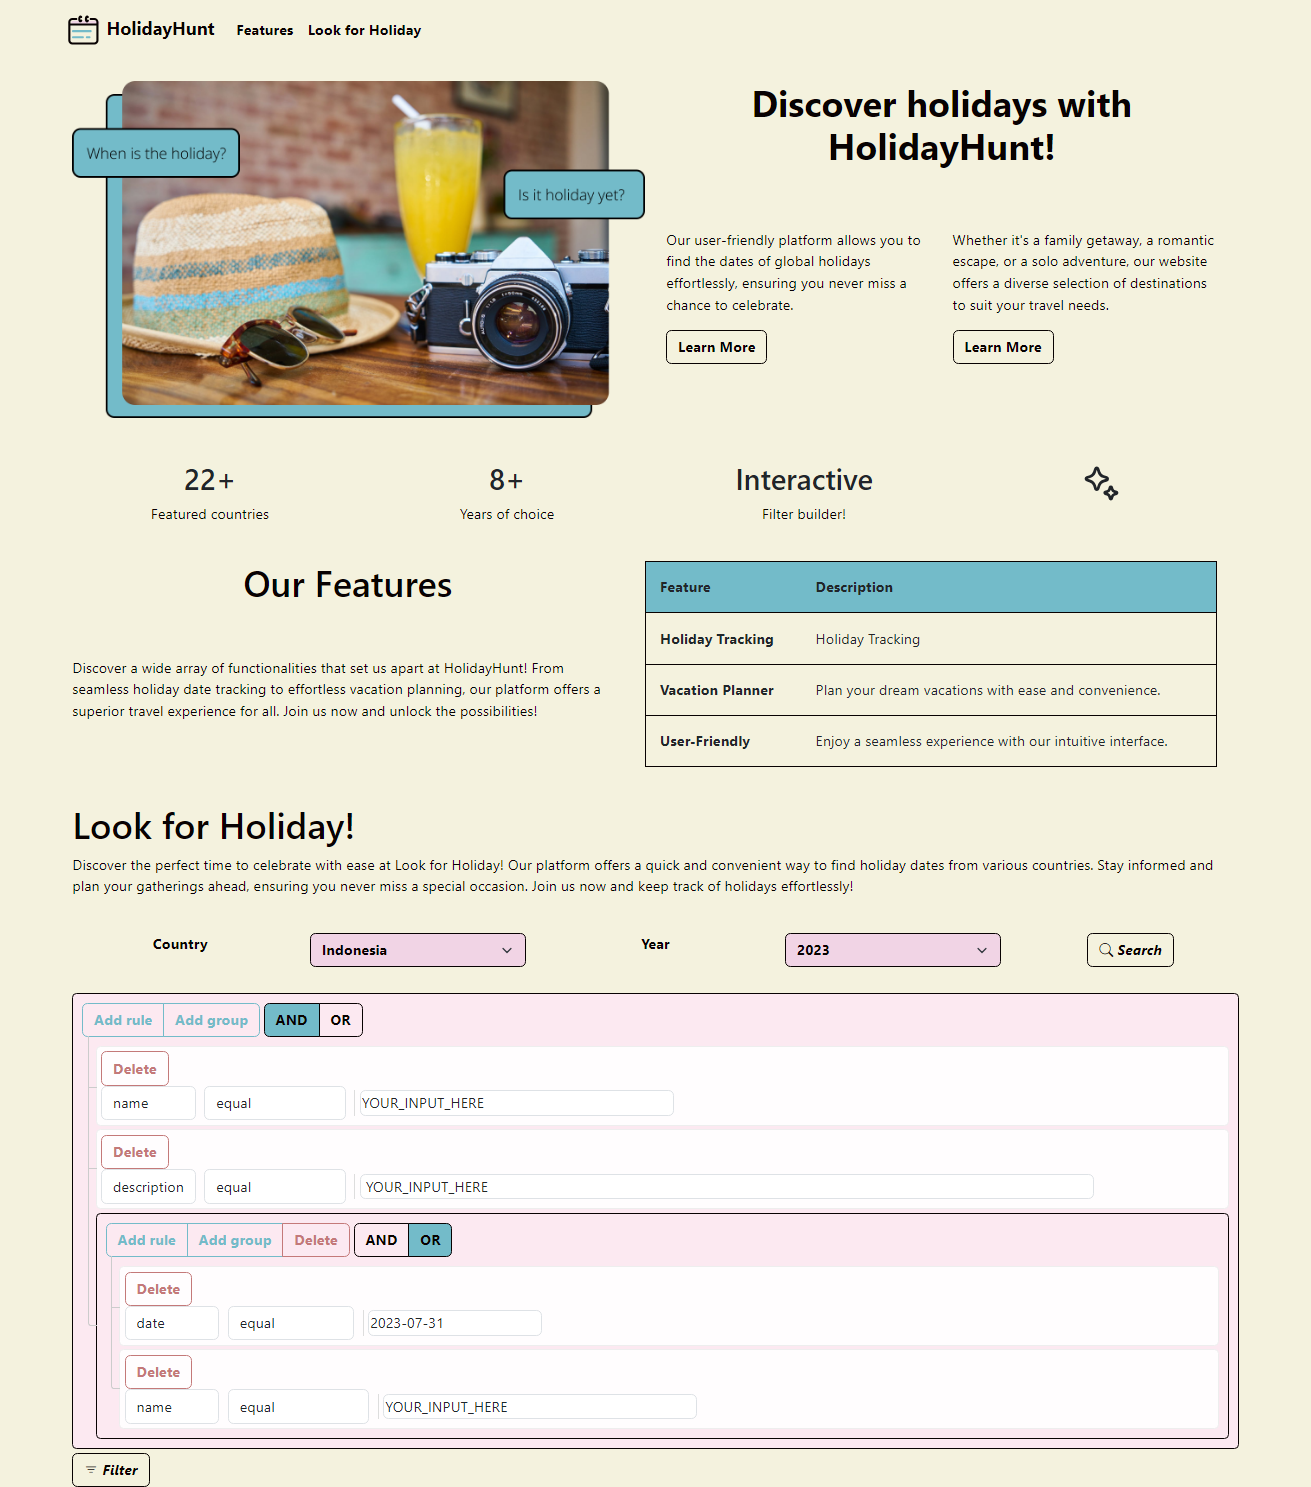 HolidayHunt Features Look for Holiday
When is the holiday?
Is it holiday yet?
Discover holidays with
HolidayHunt!
Our user-friendly platform allows you to
find the dates of global holidays
effortlessly, ensuring you never miss a
chance to celebrate.
Learn More
Whether it's a family getaway, a romantic
escape, or a solo adventure, our website
offers a diverse selection of destinations
to suit your travel needs.
Learn More
22+
Featured countries
8+
Years of choice
Interactive
Filter builder!
Our Features
Discover a wide array of functionalities that set us apart at HolidayHunt! From
seamless holiday date tracking to effortless vacation planning, our platform offers a
superior travel experience for all. Join us now and unlock the possibilities!
Feature Description
Holiday Tracking Holiday Tracking
Vacation Planner Plan your dream vacations with ease and convenience.
User-Friendly Enjoy a seamless experience with our intuitive interface.
Look for Holiday!
Discover the perfect time to celebrate with ease at Look for Holiday! Our platform offers a quick and convenient way to find holiday dates from various countries. Stay informed and
plan your gatherings ahead, ensuring you never miss a special occasion. Join us now and keep track of holidays effortlessly!
Country Indonesia Year 2023 Search
Add rule Add group AND OR
Delete
name equal YOUR_INPUT_HERE
Delete
description equal YOUR_INPUT_HERE
Add rule Add group Delete AND OR
Delete
date equal 2023-07-31
Delete
name equal YOUR_INPUT_HERE
Filter